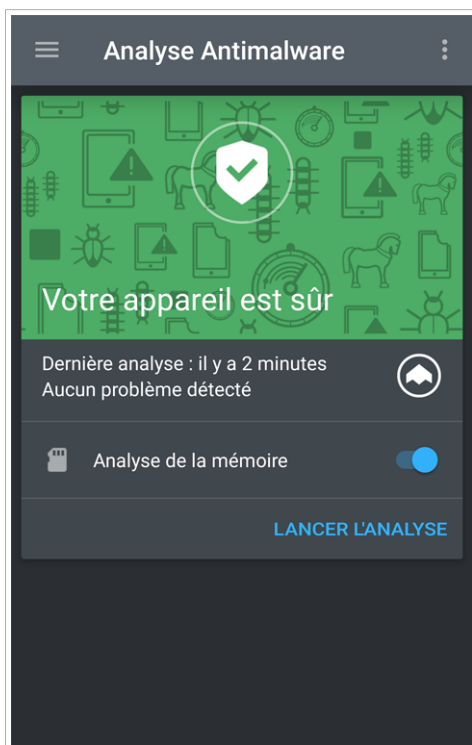 Analyse Antimalware
Votre appareil est sûr
Dernière analyse : il y a 2 minutes
Aucun problème détecté
Analyse de la mémoire
LANCER L'ANALYSE